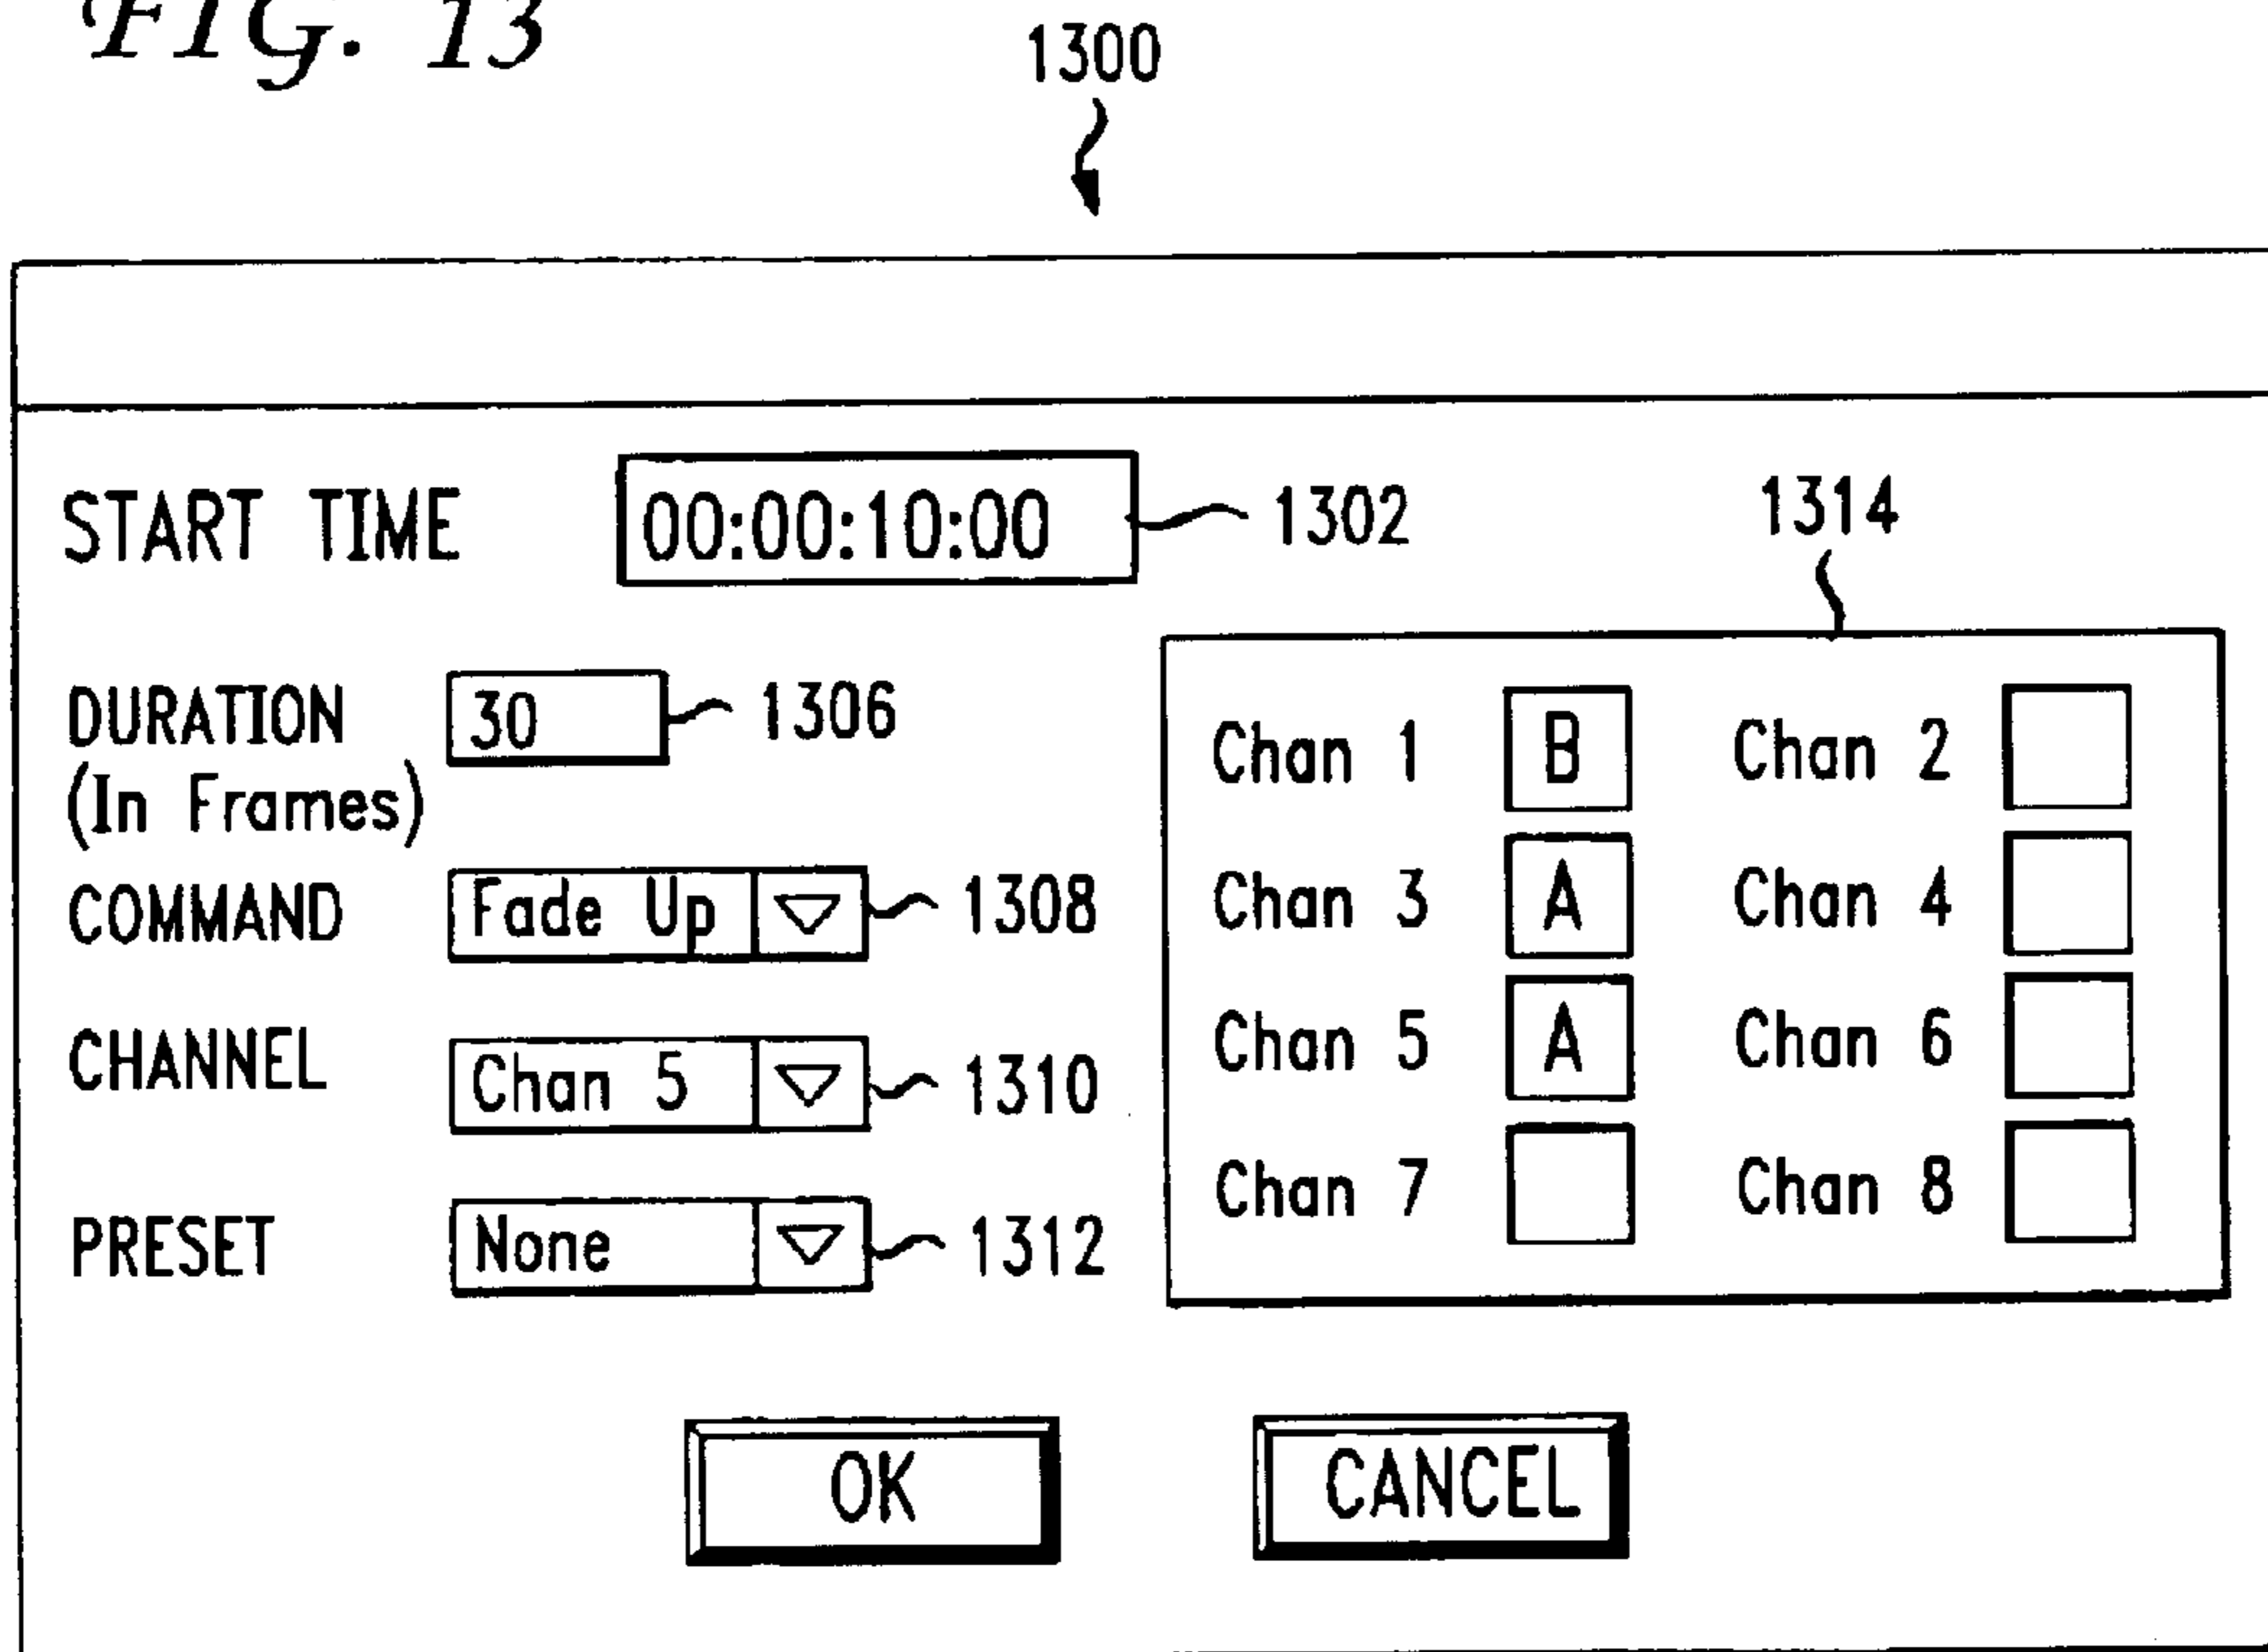 FIG. 13
1300
START TIME 00:00:10:00 1302
1314
DURATION 30 1306
(In Frames)
COMMAND Fade Up 1308
CHANNEL Chan 5 1310
PRESET None 1312
Chan 1 B Chan 2
Chan 3 A Chan 4
Chan 5 A Chan 6
Chan 7 Chan 8
OK CANCEL